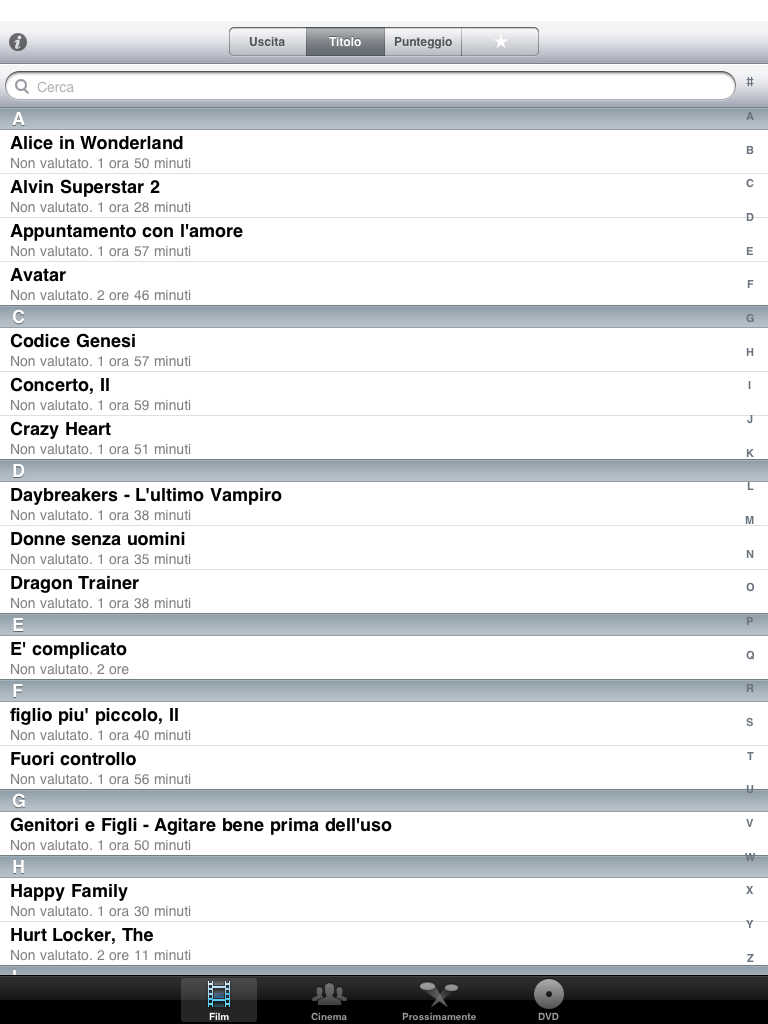 Uscita Titolo Punteggio
Cerca
#
A
Alice in Wonderland
Non valutato. 1 ora 50 minuti
Alvin Superstar 2
Non valutato. 1 ora 28 minuti
Appuntamento con l'amore
Non valutato. 1 ora 57 minuti
Avatar
Non valutato. 2 ore 46 minuti
C
Codice Genesi
Non valutato. 1 ora 57 minuti
Concerto, Il
Non valutato. 1 ora 59 minuti
Crazy Heart
Non valutato. 1 ora 51 minuti
D
Daybreakers - L'ultimo Vampiro
Non valutato. 1 ora 38 minuti
Donne senza uomini
Non valutato. 1 ora 35 minuti
Dragon Trainer
Non valutato. 1 ora 38 minuti
E
E' complicato
Non valutato. 2 ore
F
figlio piu' piccolo, Il
Non valutato. 1 ora 40 minuti
Fuori controllo
Non valutato. 1 ora 56 minuti
G
Genitori e Figli - Agitare bene prima dell'uso
Non valutato. 1 ora 50 minuti
H
Happy Family
Non valutato. 1 ora 30 minuti
Hurt Locker, The
Non valutato. 2 ore 11 minuti
A
B
C
D
E
F
G
H
I
J
K
L
M
N
O
P
Q
R
S
T
U
V
W
X
Y
Z
Film Cinema Prossimamente DVD